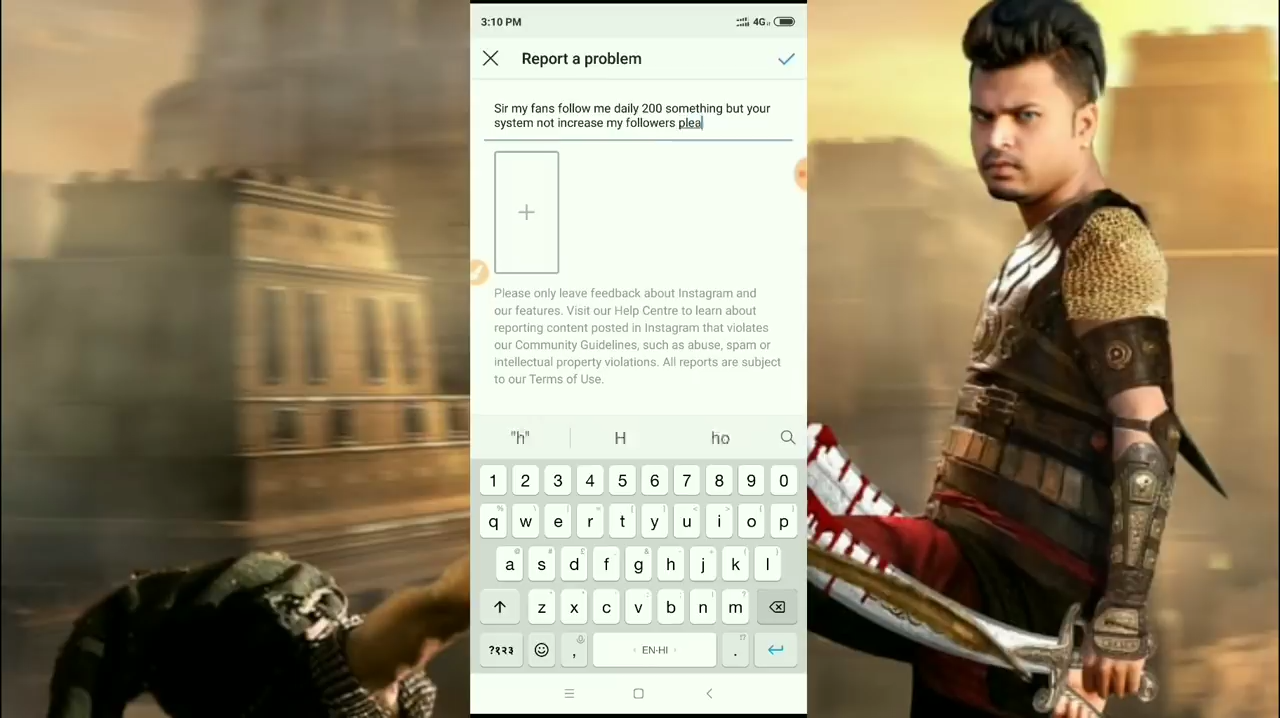 3:10 PM
4G
Report a problem
Sir my fans follow me daily 200 something but your
system not increase my followers plea
+
Please only leave feedback about Instagram and
our features. Visit our Help Centre to learn about
reporting content posted in Instagram that violates
our Community Guidelines, such as abuse, spam or
intellectual property violations. All reports are subject
to our Terms of Use.
"h" H ho
1 2 3 4 5 6 7 8 9 0
q w e r t y u i o p
a s d f g h j k l
z x c v b n m
?१२३ , EN-HI .